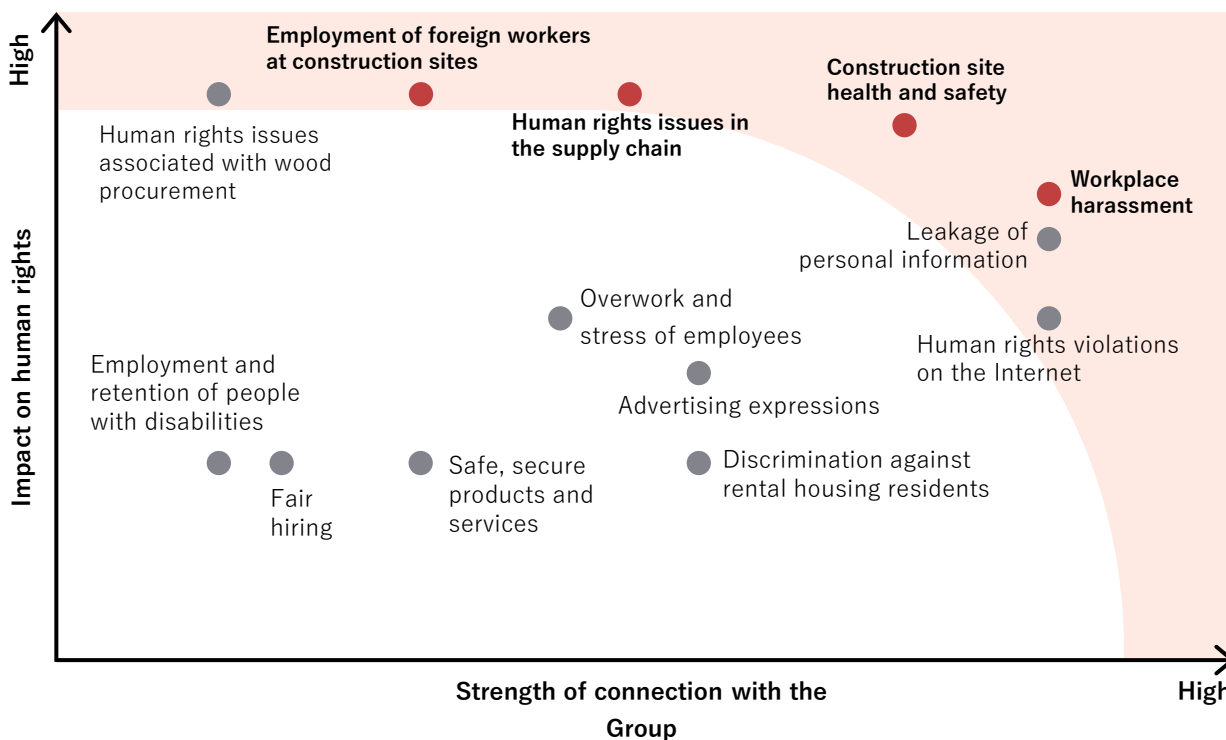 High
Employment of foreign workers
at construction sites
Construction site
health and safety
Human rights issues in
the supply chain
Human rights issues
associated with wood
procurement
Workplace
harassment
Leakage of
personal information
Overwork and
stress of employees
Human rights violations
on the Internet
Employment and
retention of people
with disabilities
Advertising expressions
Safe, secure
products and
services
Discrimination against
rental housing residents
Fair
hiring
Impact on human rights
Strength of connection with the
Group
High